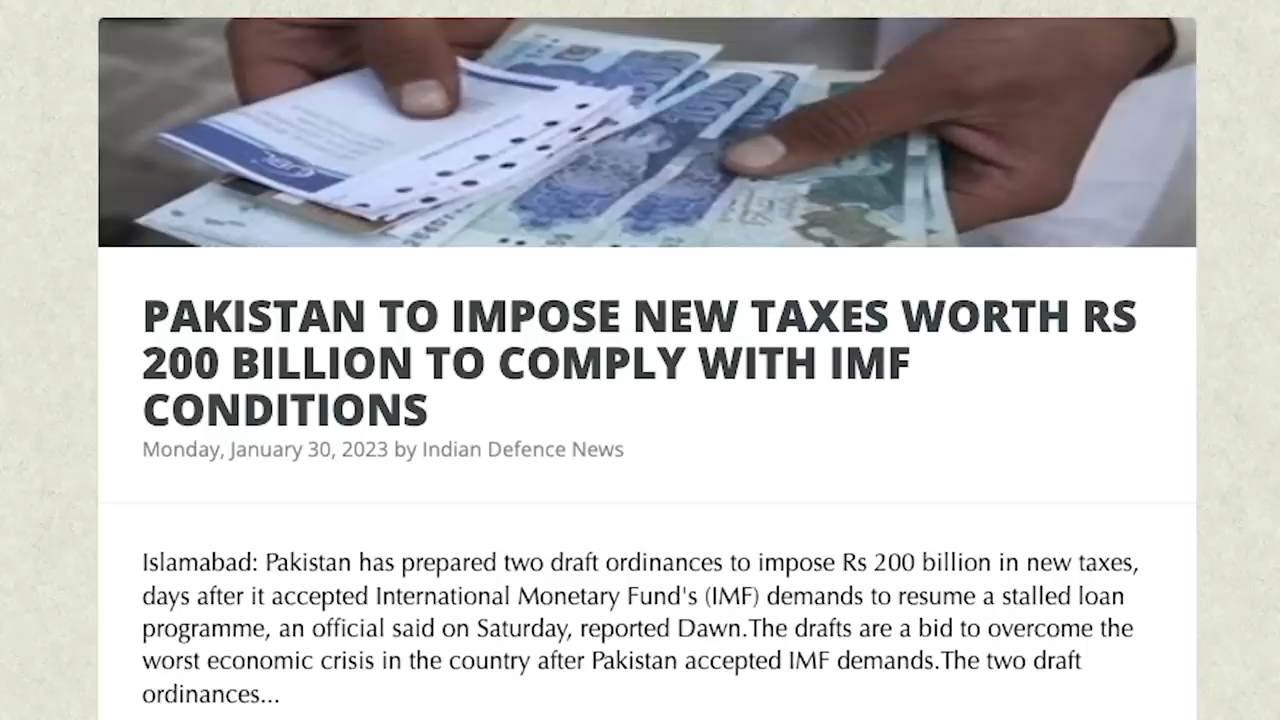 PAKISTAN TO IMPOSE NEW TAXES WORTH RS
200 BILLION TO COMPLY WITH IMF
CONDITIONS
Monday, January 30, 2023 by Indian Defence News
Islamabad: Pakistan has prepared two draft ordinances to impose Rs 200 billion in new taxes,
days after it accepted International Monetary Fund's (IMF) demands to resume a stalled loan
programme, an official said on Saturday, reported Dawn.The drafts are a bid to overcome the
worst economic crisis in the country after Pakistan accepted IMF demands.The two draft
ordinances...